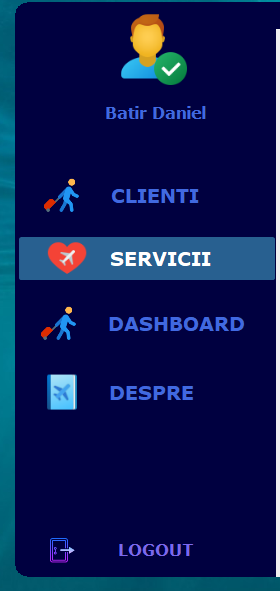 Batir Daniel
CLIENTI
SERVICII
DASHBOARD
DESPRE
LOGOUT